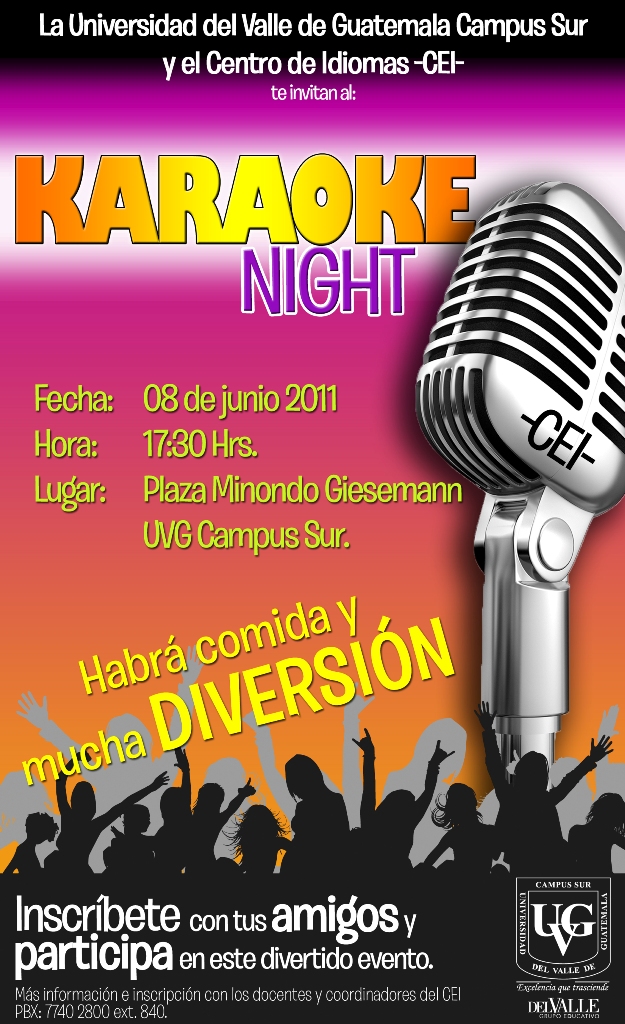 La Universidad del Valle de Guatemala Campus Sur
y el Centro de Idiomas -CEI-
te invitan al:
KARAOKE
NIGHT
-CEI-
Fecha: 08 de junio 2011
Hora: 17:30 Hrs.
Lugar: Plaza Minondo Giesemann
UVG Campus Sur.
Habrá comida y
mucha DIVERSIÓN
Inscríbete con tus amigos y
participa en este divertido evento.
Más información e inscripción con los docentes y coordinadores del CEI
PBX: 7740 2800 ext. 840.
CAMPUS SUR
UNIVERSIDAD
UVG
GUATEMALA
DEL VALLE DE
Excelencia que trasciende
DELVALLE
GRUPO EDUCATIVO